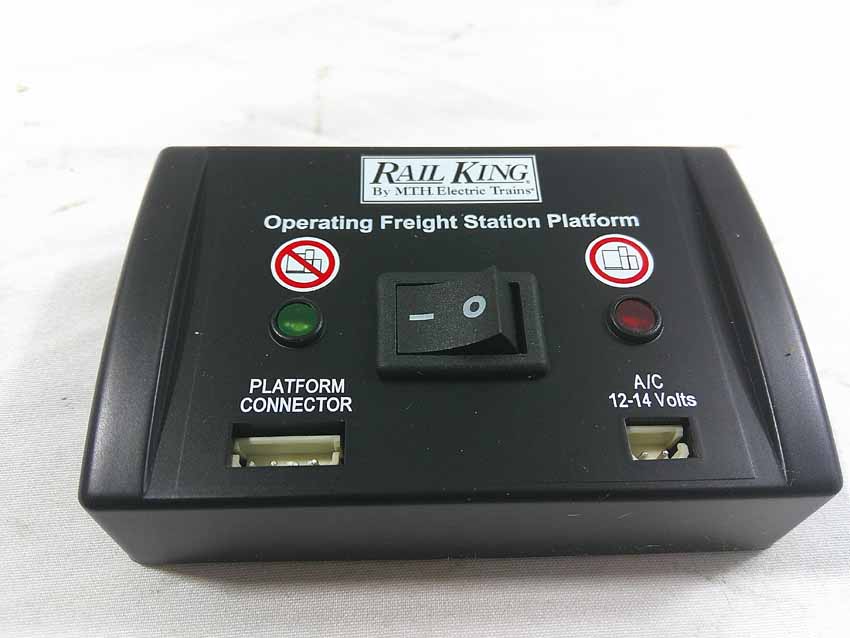 RAIL KING®
By M.T.H. Electric Trains®
Operating Freight Station Platform
I O
PLATFORM
CONNECTOR
A/C
12-14 Volts